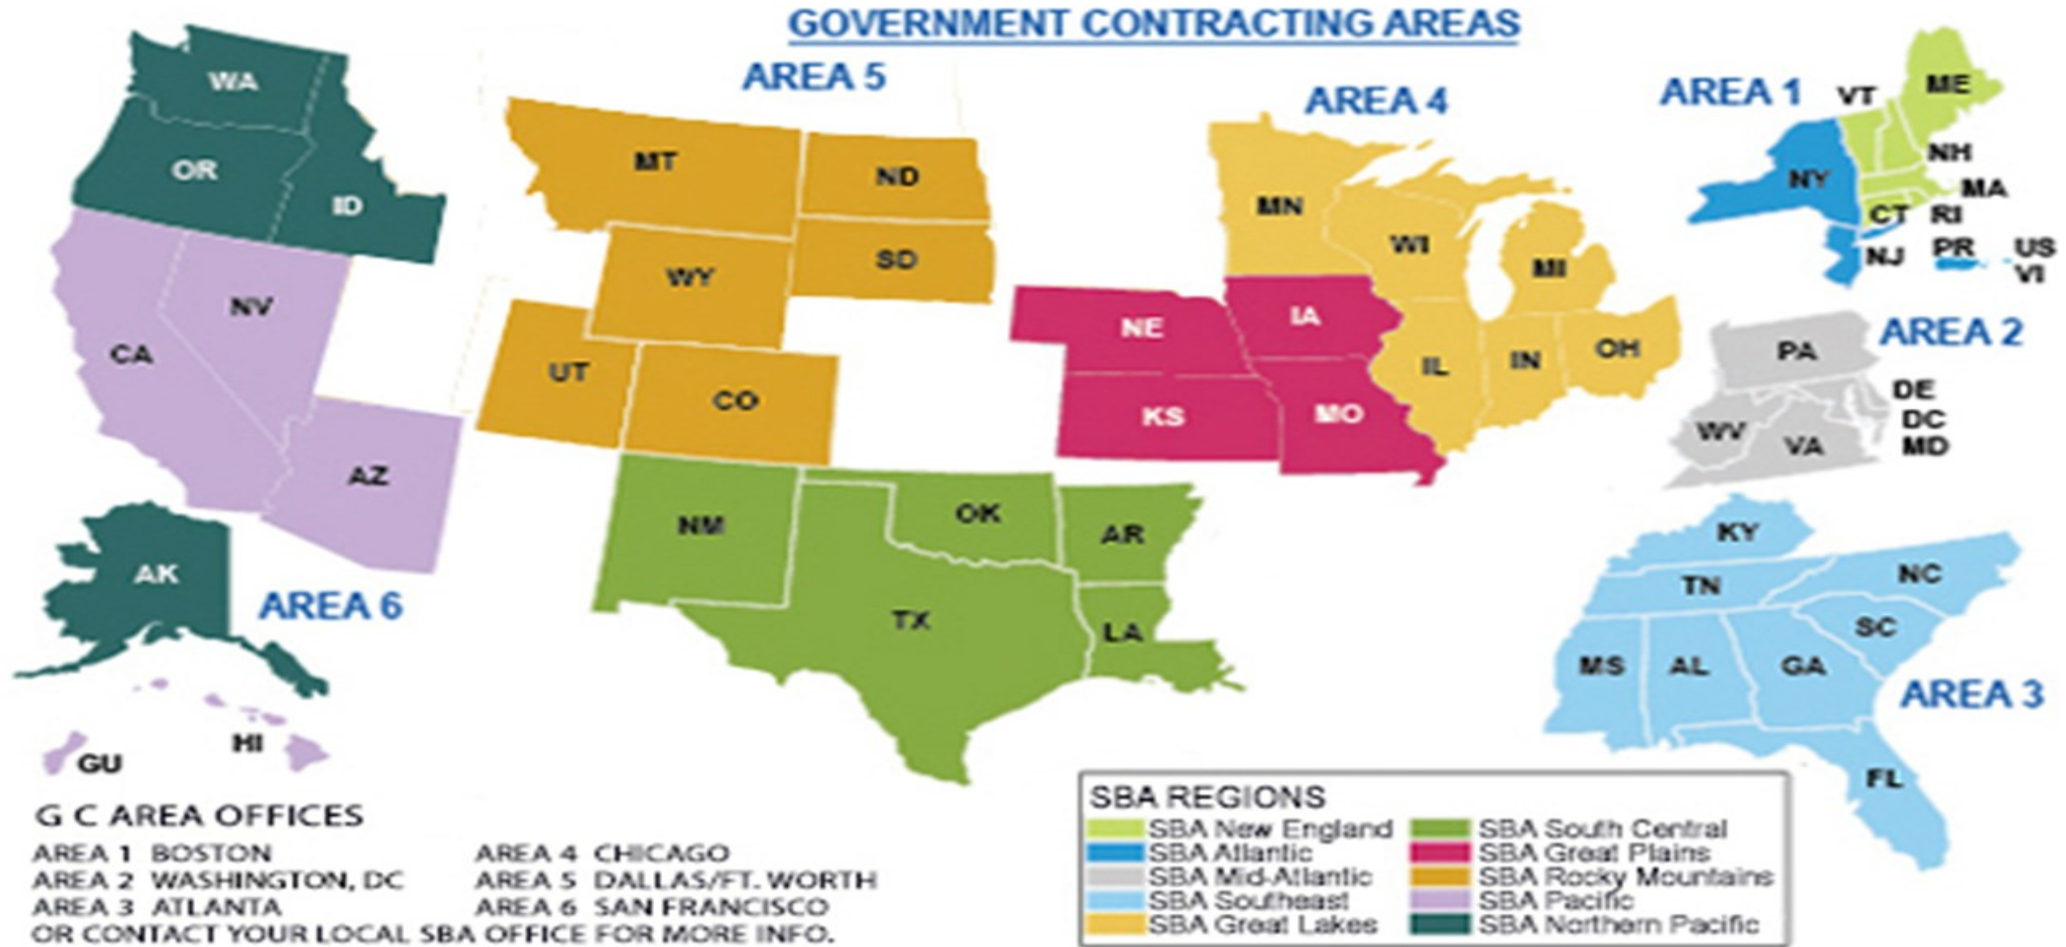 GOVERNMENT CONTRACTING AREAS
AREA 5
AREA 4
AREA 1
VT
ME
WA
OR
ID
MT
ND
SD
WY
UT
CO
MN
WI
MI
NY
NH
MA
CT RI
NJ PR US
VI
NV
CA
AZ
NE
IA
KS
MO
IL
IN
OH
PA
AREA 2
DE
DC
MD
WV
VA
NM
OK
AR
TX
LA
KY
TN
NC
SC
MS
AL
GA
AREA 3
FL
AK
AREA 6
HI
GU
G C AREA OFFICES
AREA 1 BOSTON
AREA 2 WASHINGTON, DC
AREA 3 ATLANTA
AREA 4 CHICAGO
AREA 5 DALLAS/FT. WORTH
AREA 6 SAN FRANCISCO
OR CONTACT YOUR LOCAL SBA OFFICE FOR MORE INFO.
SBA REGIONS
SBA New England
SBA Atlantic
SBA Mid-Atlantic
SBA Southeast
SBA Great Lakes
SBA South Central
SBA Great Plains
SBA Rocky Mountains
SBA Pacific
SBA Northern Pacific